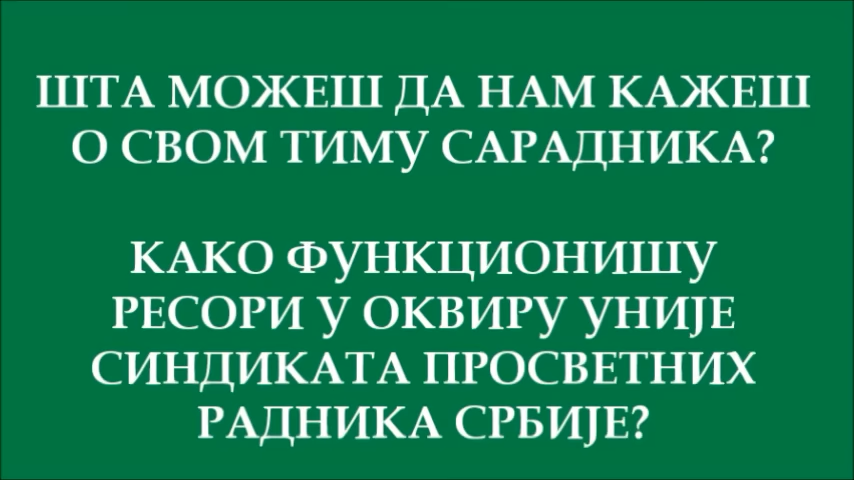 ШТА МОЖЕШ ДА НАМ КАЖЕШ
О СВОМ ТИМУ САРАДНИКА?
КАКО ФУНКЦИОНИШУ
РЕСОРИ У ОКВИРУ УНИЈЕ
СИНДИКАТА ПРОСВЕТНИХ
РАДНИКА СРБИЈЕ?